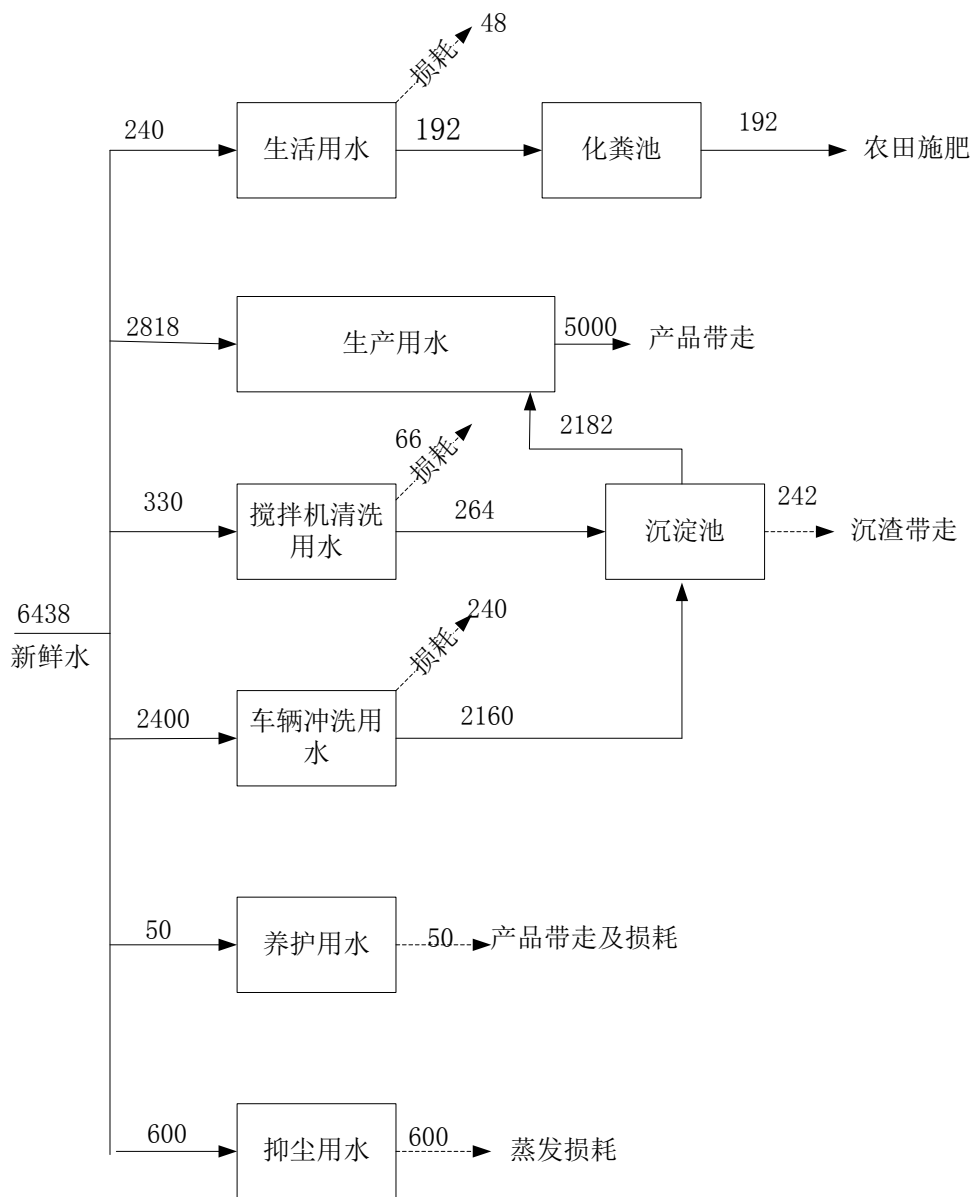 48
损耗
240
生活用水
192
化粪池
192
农田施肥
2818
生产用水
5000
产品带走
2182
66
损耗
330
搅拌机清洗
用水
264
沉淀池
242
沉渣带走
6438
新鲜水
240
损耗
2400
车辆冲洗用
水
2160
50
养护用水
50
产品带走及损耗
600
抑尘用水
600
蒸发损耗